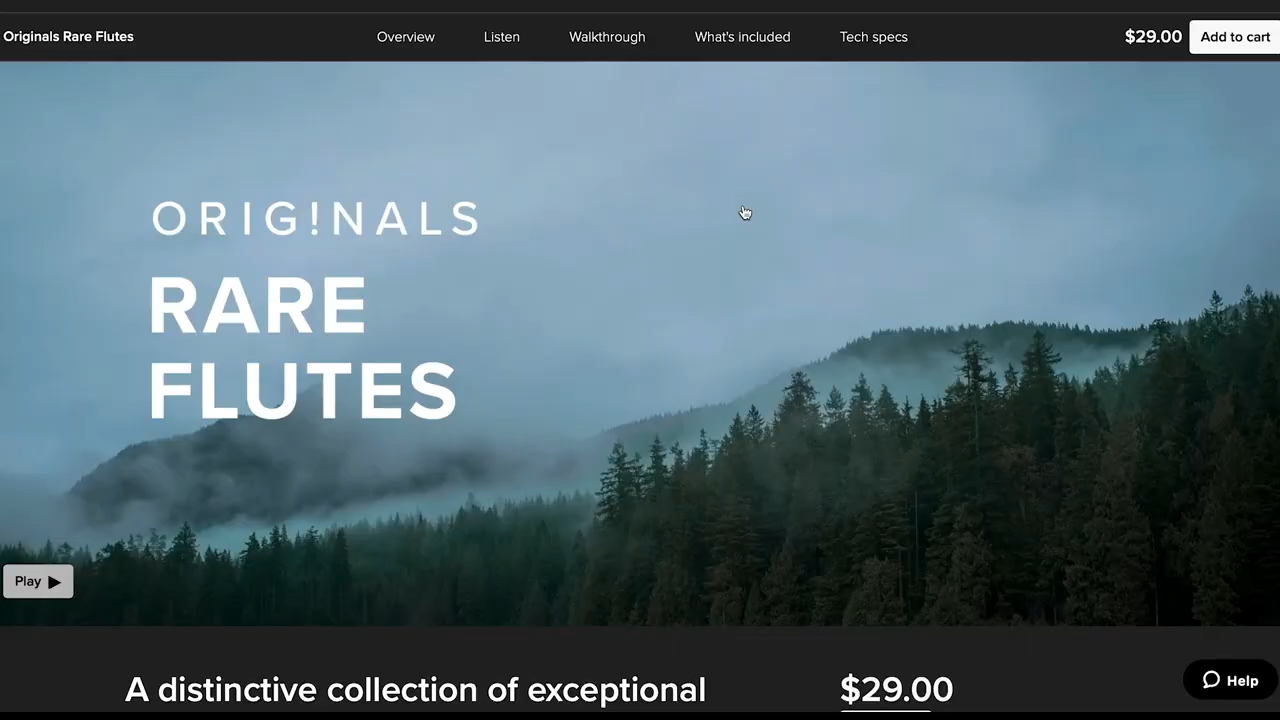 Originals Rare Flutes
Overview
Listen
Walkthrough
What's included
Tech specs
$29.00
Add to cart
ORIG!NALS
RARE
FLUTES
Play
A distinctive collection of exceptional
$29.00
Help